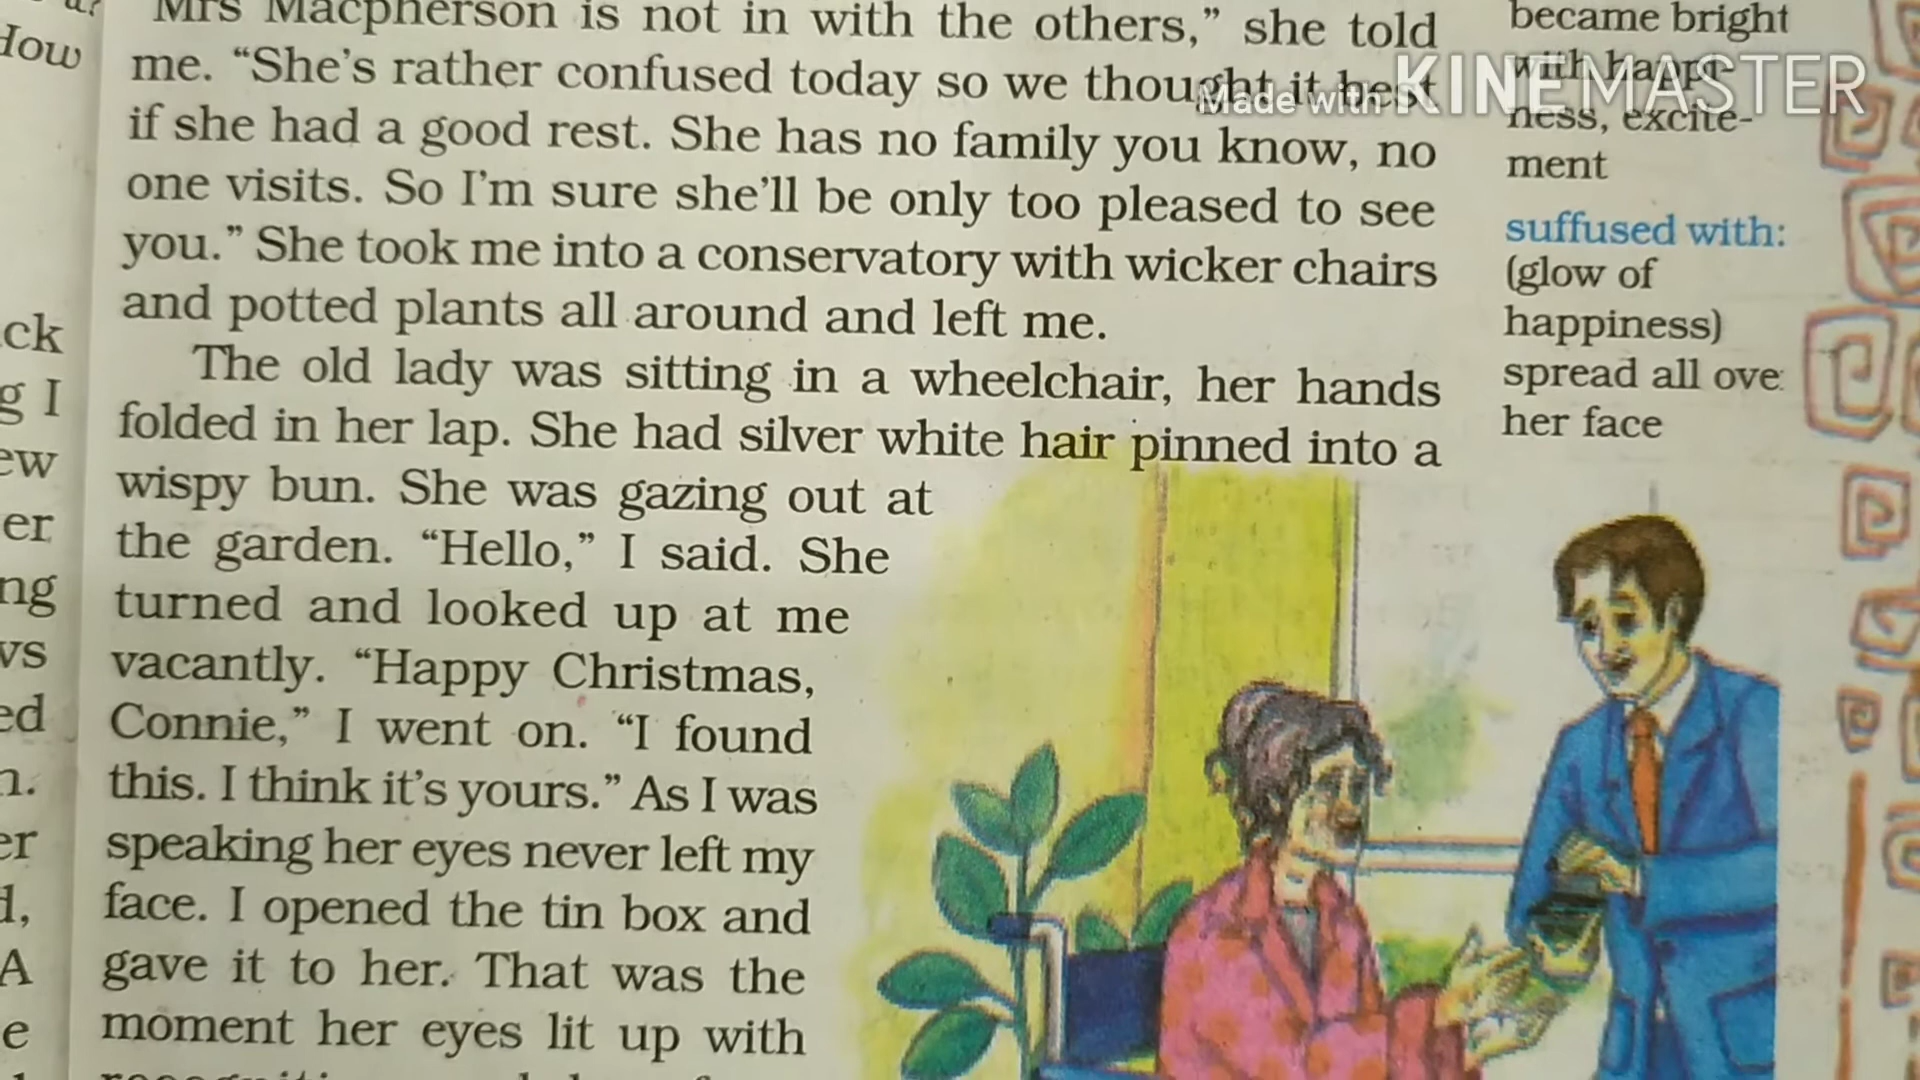 Mrs Macpherson is not in with the others,” she told
me. “She’s rather confused today so we thought it best
if she had a good rest. She has no family you know, no
one visits. So I’m sure she’ll be only too pleased to see
you.” She took me into a conservatory with wicker chairs
and potted plants all around and left me.
The old lady was sitting in a wheelchair, her hands
folded in her lap. She had silver white hair pinned into a
wispy bun. She was gazing out at
the garden. “Hello,” I said. She
turned and looked up at me
vacantly. “Happy Christmas,
Connie,” I went on. “I found
this. I think it’s yours.” As I was
speaking her eyes never left my
face. I opened the tin box and
gave it to her. That was the
moment her eyes lit up with
became bright
with happi-
ness, excite-
ment
suffused with:
(glow of
happiness)
spread all ove
her face
Made with KINEMASTER
ck
g I
ew
er
ng
ws
ed
n.
er
d,
A
e